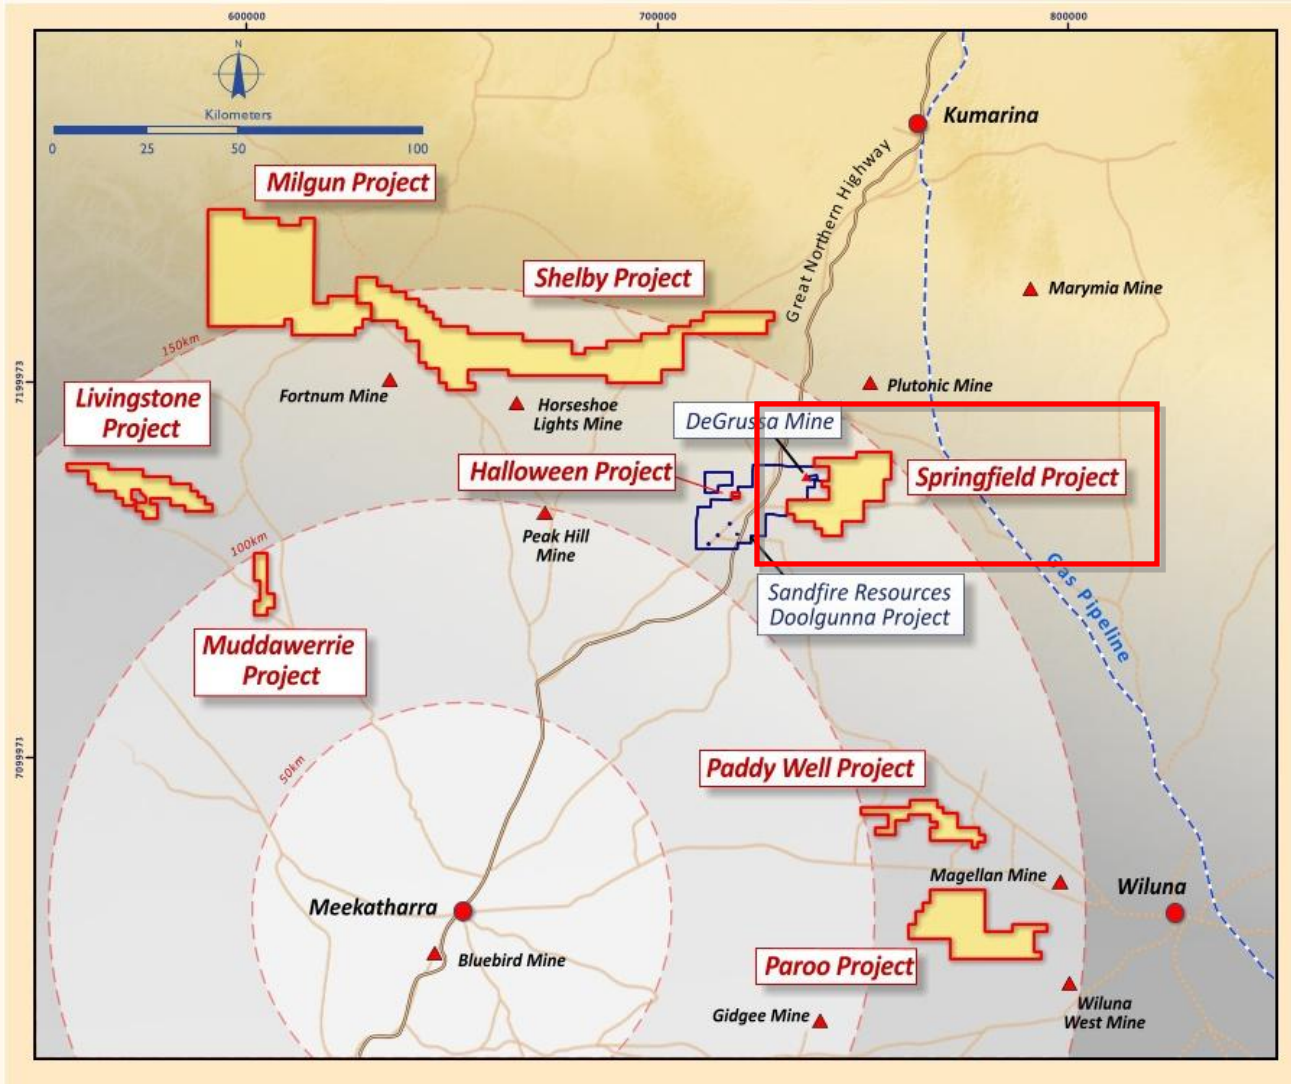 600000
700000
800000
N
Kilometers
0 25 50 100
Kumarina
Great Northern Highway
Milgun Project
Shelby Project
Marymia Mine
150km
7199973
Fortnum Mine
Plutonic Mine
Livingstone
Project
Horseshoe
Lights Mine
DeGrussa Mine
Halloween Project
Springfield Project
Peak Hill
Mine
100km
Gas Pipeline
Sandfire Resources
Doolgunna Project
Muddawerrie
Project
7099973
50km
Paddy Well Project
Magellan Mine
Wiluna
Meekatharra
Bluebird Mine
Paroo Project
Gidgee Mine
Wiluna
West Mine